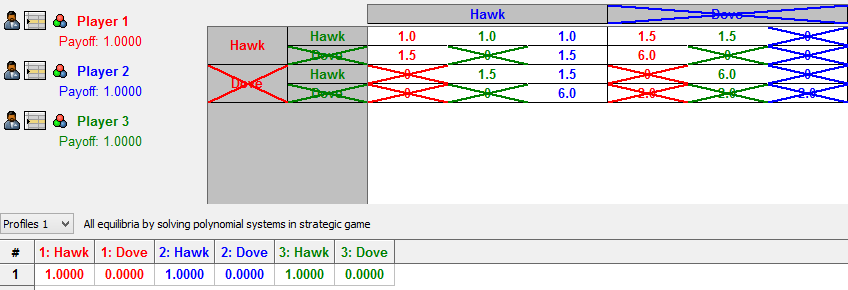 Player 1
Payoff: 1.0000
Player 2
Payoff: 1.0000
Player 3
Payoff: 1.0000
Hawk Dove
Hawk Hawk 1.0 1.0 1.0 1.5 1.5 0
Dove 1.5 0 1.5 6.0 0 0
Dove Hawk 0 1.5 1.5 0 6.0 0
Dove 0 0 6.0 2.0 2.0 2.0
Profiles 1 All equilibria by solving polynomial systems in strategic game
# 1: Hawk 1: Dove 2: Hawk 2: Dove 3: Hawk 3: Dove
1 1.0000 0.0000 1.0000 0.0000 1.0000 0.0000